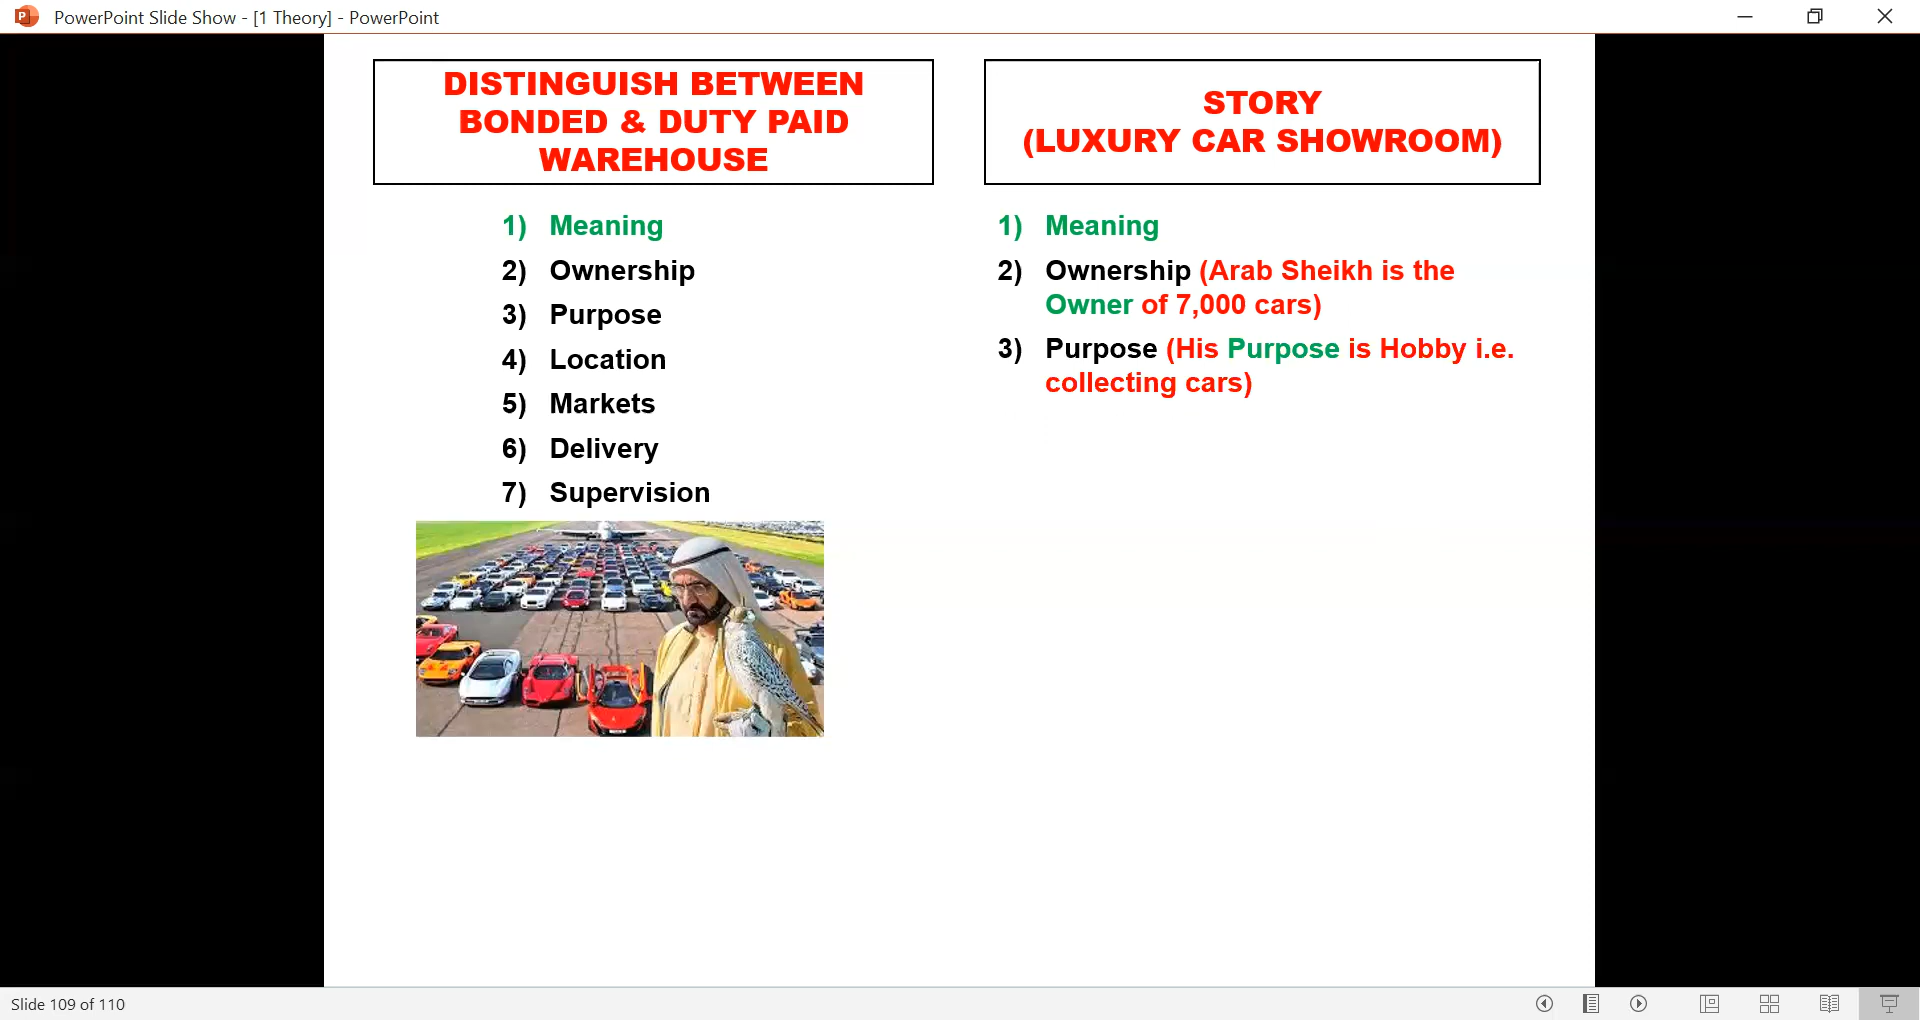 PowerPoint Slide Show - [1 Theory] - PowerPoint
DISTINGUISH BETWEEN
BONDED & DUTY PAID
WAREHOUSE
1) Meaning
2) Ownership
3) Purpose
4) Location
5) Markets
6) Delivery
7) Supervision
STORY
(LUXURY CAR SHOWROOM)
1) Meaning
2) Ownership (Arab Sheikh is the
Owner of 7,000 cars)
3) Purpose (His Purpose is Hobby i.e.
collecting cars)
Slide 109 of 110